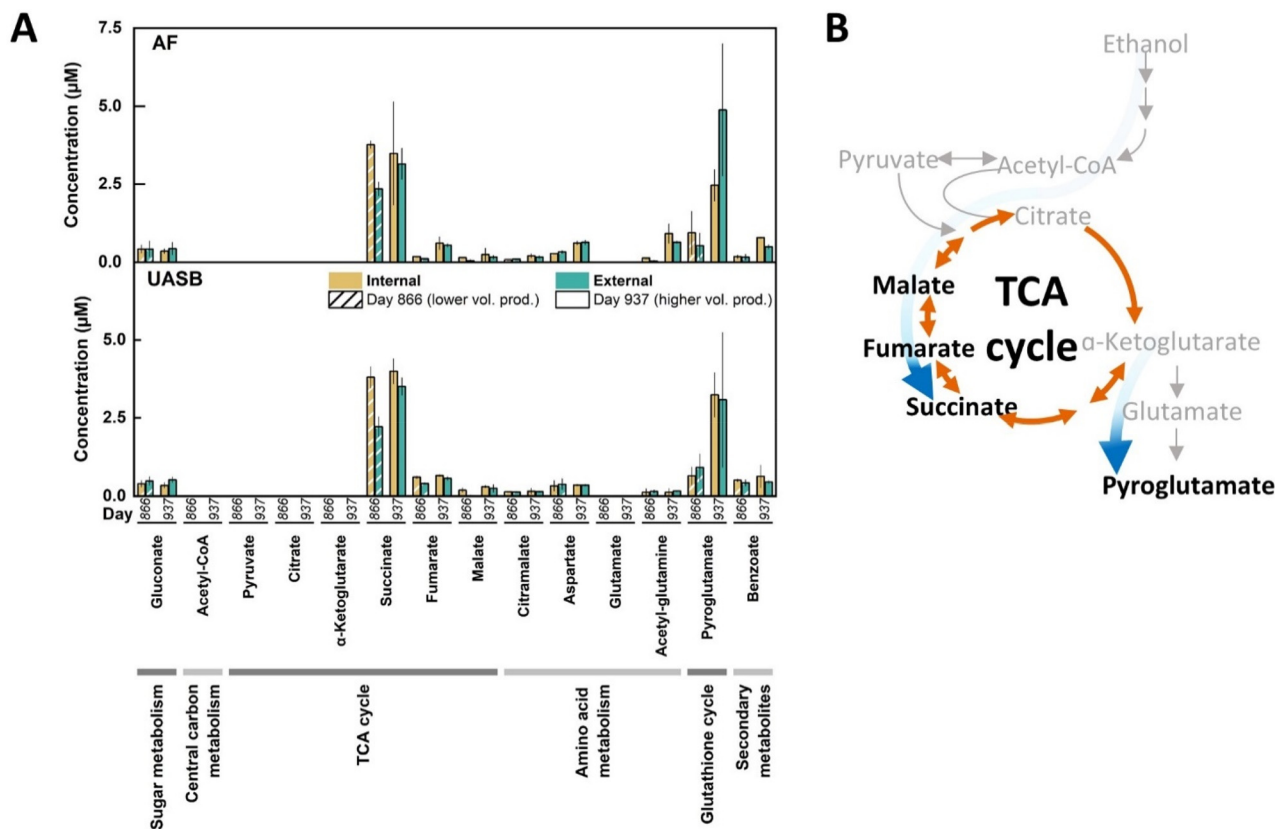 A
AF
7.5
5.0
2.5
0.0
Concentration (μM)
UASB
Internal
External
Day 866 (lower vol. prod.)
Day 937 (higher vol. prod.)
5.0
2.5
0.0
Concentration (μM)
Day
866 937 866 937 866 937 866 937 866 937 866 937 866 937 866 937 866 937 866 937 866 937 866 937 866 937 866 937
Gluconate
Acetyl-CoA
Pyruvate
Citrate
α-Ketoglutarate
Succinate
Fumarate
Malate
Citramalate
Aspartate
Glutamate
Acetyl-glutamine
Pyroglutamate
Benzoate
Sugar metabolism
Central carbon
metabolism
TCA cycle
Amino acid
metabolism
Glutathione cycle
Secondary
metabolites
B
Ethanol
Pyruvate
Acetyl-CoA
Citrate
Malate
TCA
cycle
Fumarate
α-Ketoglutarate
Succinate
Glutamate
Pyroglutamate